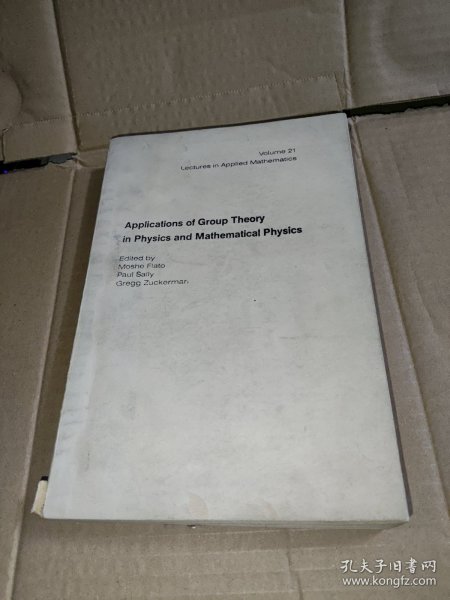 Volume 21
Lectures in Applied Mathematics
Applications of Group Theory
in Physics and Mathematical Physics
Edited by
Moshe Flato
Paul Sally
Gregg Zuckerman
孔夫子旧书网
www.kongfz.com